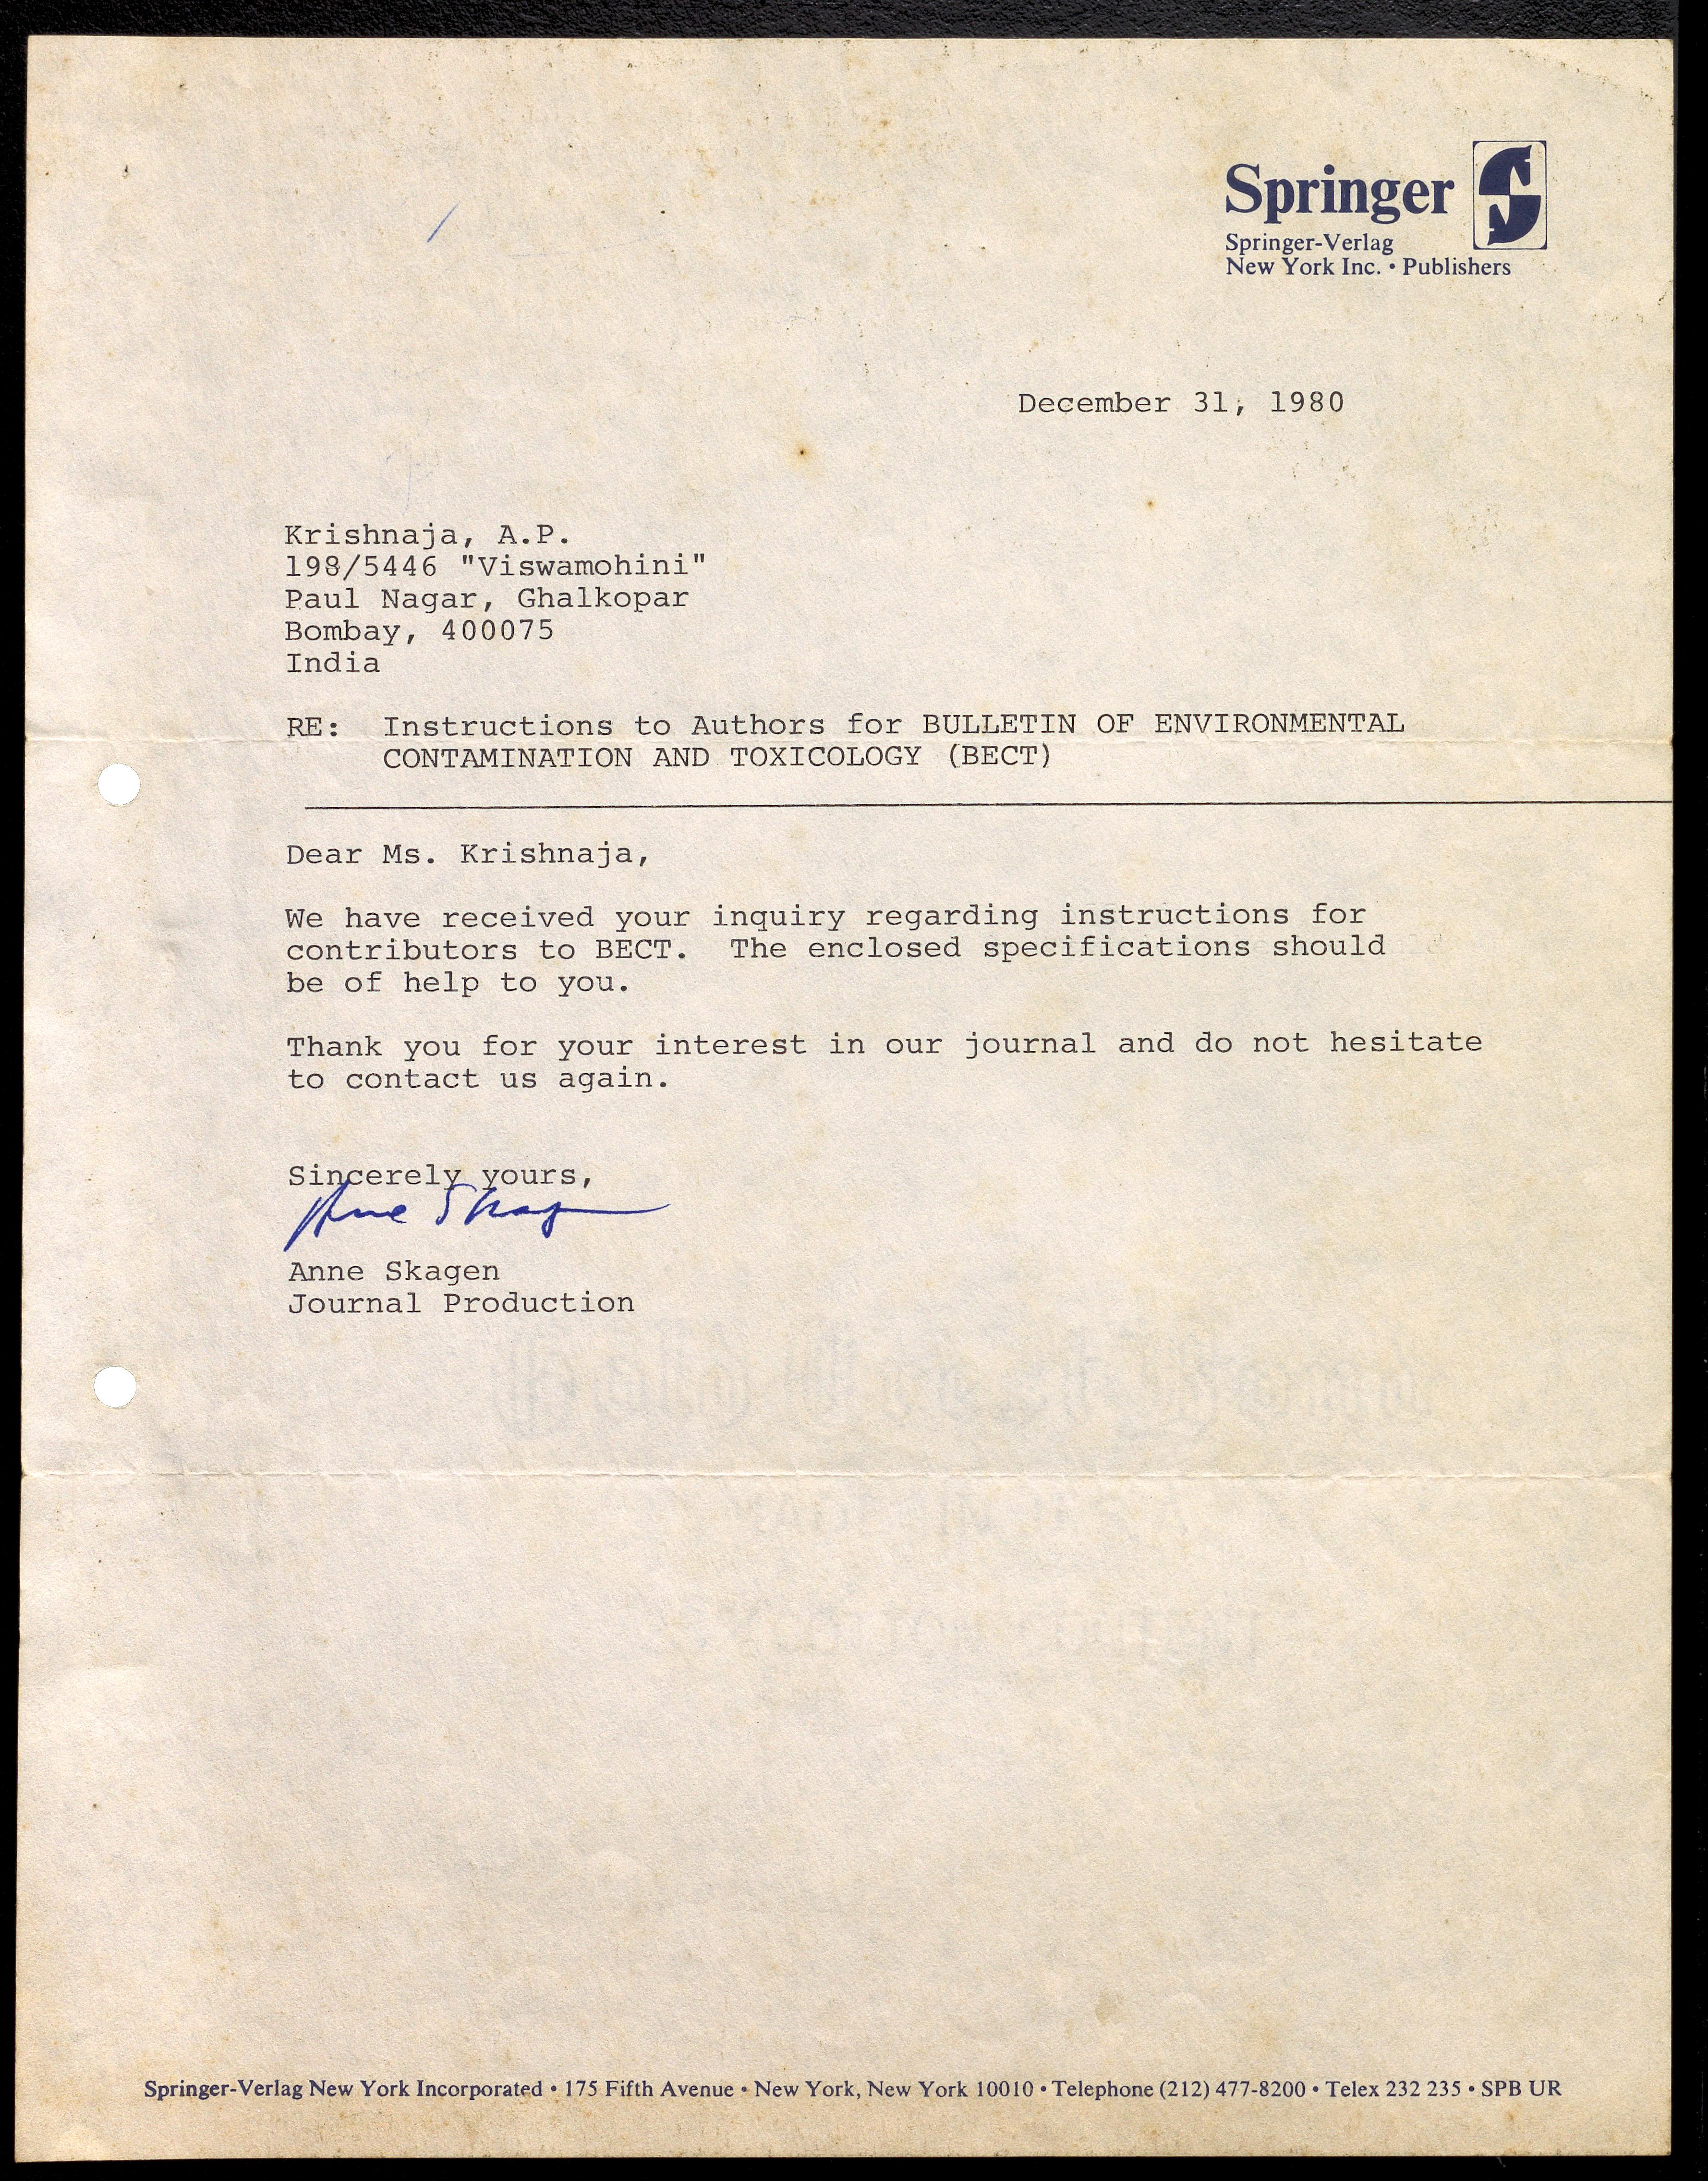 Springer
Springer-Verlag
New York Inc. • Publishers
December 31, 1980
Krishnaja, A.P.
198/5446 "Viswamohini"
Paul Nagar, Ghalkopar
Bombay, 400075
India
RE: Instructions to Authors for BULLETIN OF ENVIRONMENTAL
CONTAMINATION AND TOXICOLOGY (BECT)
Dear Ms. Krishnaja,
We have received your inquiry regarding instructions for
contributors to BECT. The enclosed specifications should
be of help to you.
Thank you for your interest in our journal and do not hesitate
to contact us again.
Sincerely yours,
Anne Skagen
Anne Skagen
Journal Production
Springer-Verlag New York Incorporated • 175 Fifth Avenue • New York, New York 10010 • Telephone (212) 477-8200 • Telex 232 235 • SPB UR